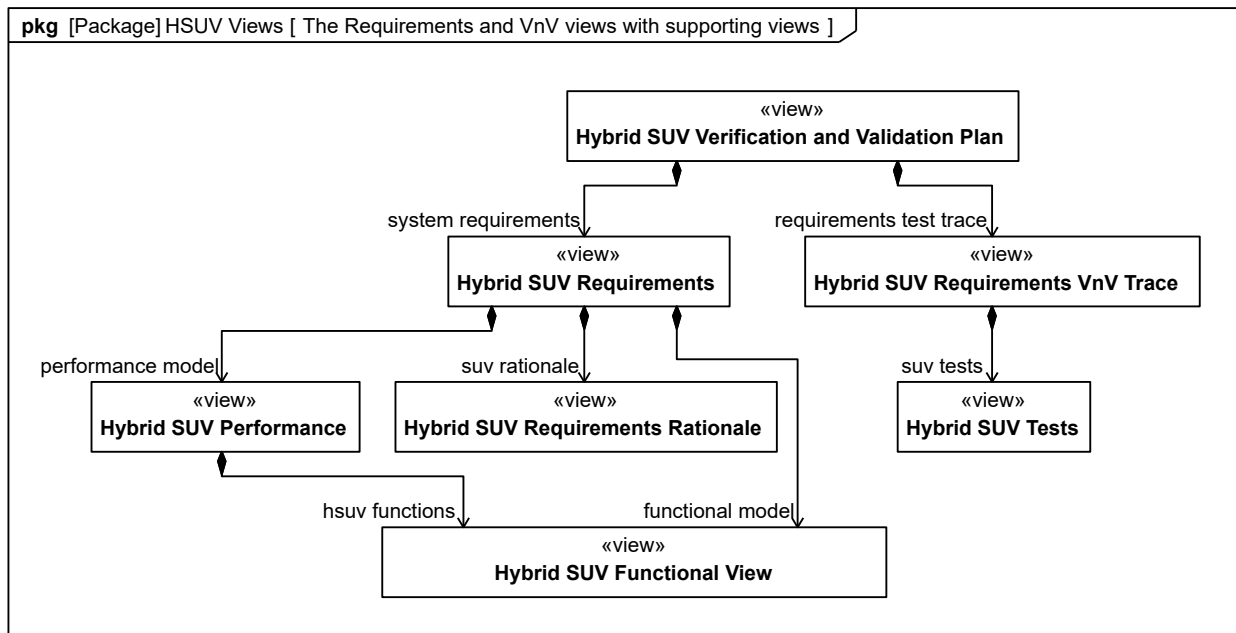 pkg [Package] HSUV Views [ The Requirements and VnV views with supporting views ]
«view»
Hybrid SUV Verification and Validation Plan
system requirements
requirements test trace
«view»
Hybrid SUV Requirements
«view»
Hybrid SUV Requirements VnV Trace
performance model
suv rationale
suv tests
«view»
Hybrid SUV Performance
«view»
Hybrid SUV Requirements Rationale
«view»
Hybrid SUV Tests
hsuv functions
functional model
«view»
Hybrid SUV Functional View